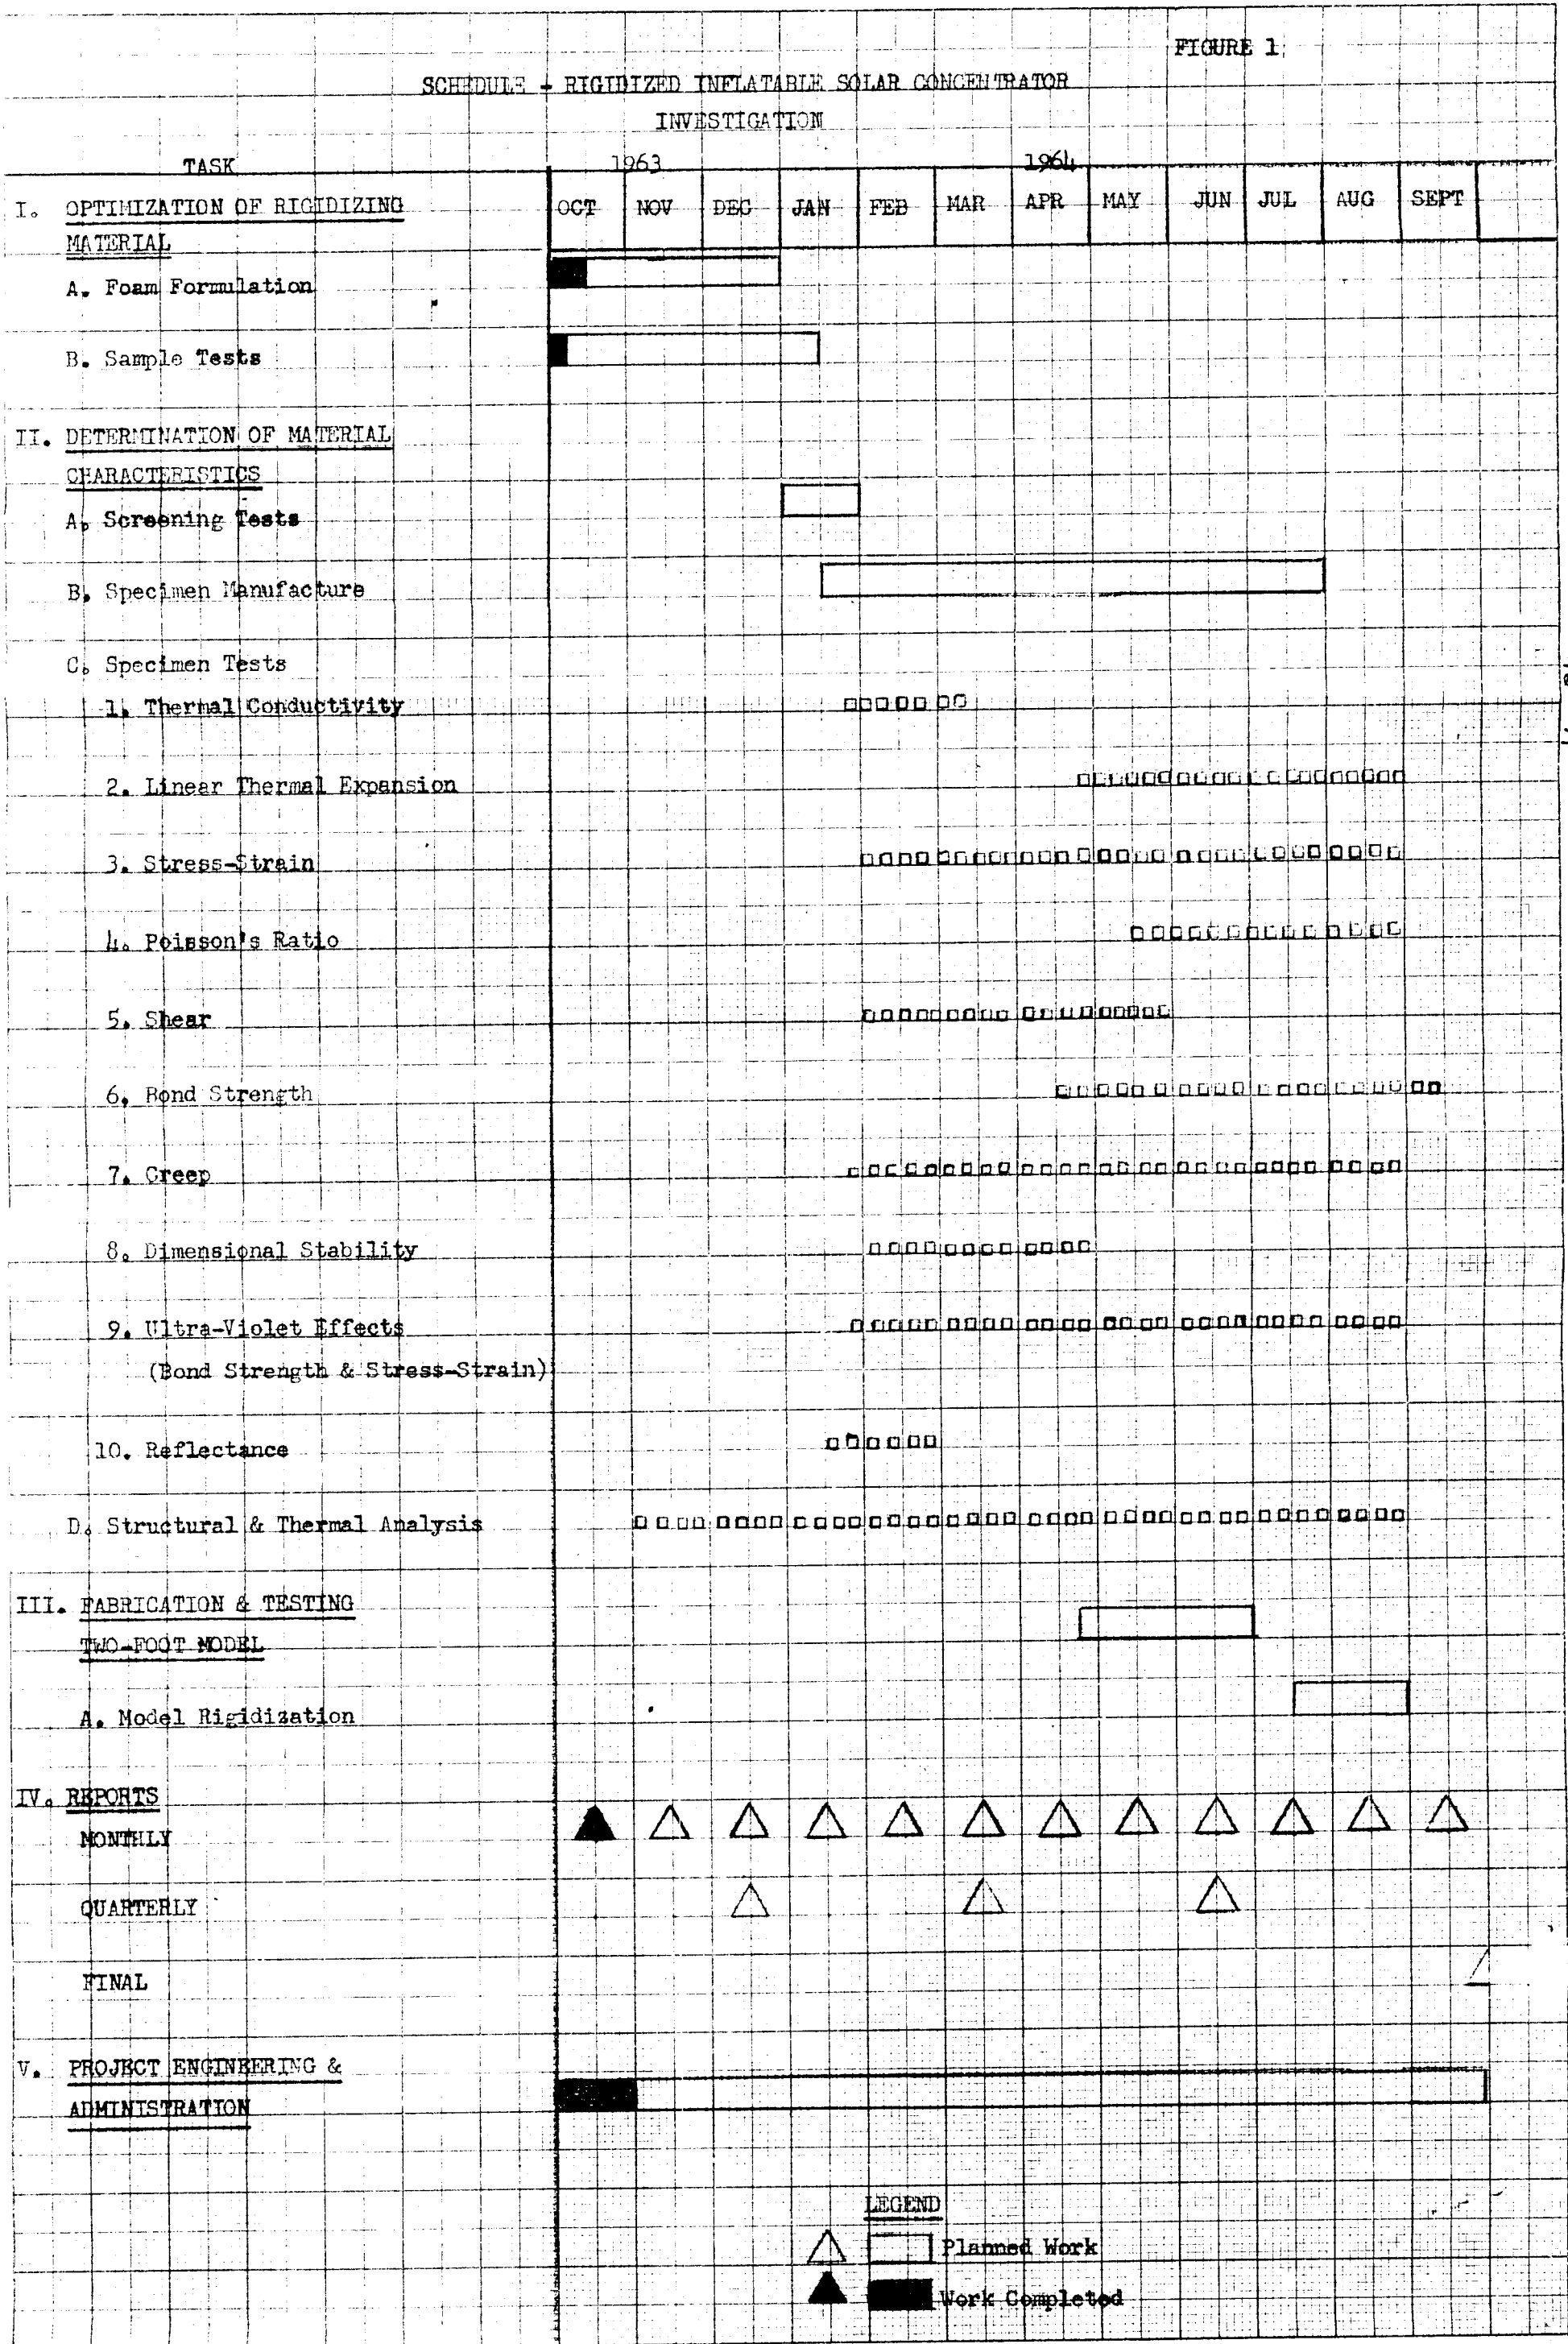 FIGURE 1
SCHEDULE - RIGIDIZED INFLATABLE SOLAR CONCENTRATOR
INVESTIGATION
TASK
1963
1964
OCT NOV DEC JAN FEB MAR APR MAY JUN JUL AUG SEPT
I. OPTIMIZATION OF RIGIDIZING
MATERIAL
A. Foam Formulation
B. Sample Tests
II. DETERMINATION OF MATERIAL
CHARACTERISTICS
A. Screening Tests
B. Specimen Manufacture
C. Specimen Tests
1. Thermal Conductivity
2. Linear Thermal Expansion
3. Stress-Strain
4. Poisson's Ratio
5. Shear
6. Bond Strength
7. Creep
8. Dimensional Stability
9. Ultra-Violet Effects
(Bond Strength & Stress-Strain)
10. Reflectance
D. Structural & Thermal Analysis
III. FABRICATION & TESTING
TWO-FOOT MODEL
A. Model Rigidization
IV. REPORTS
MONTHLY
QUARTERLY
FINAL
V. PROJECT ENGINEERING &
ADMINISTRATION
LEGEND
Planned Work
Work Completed